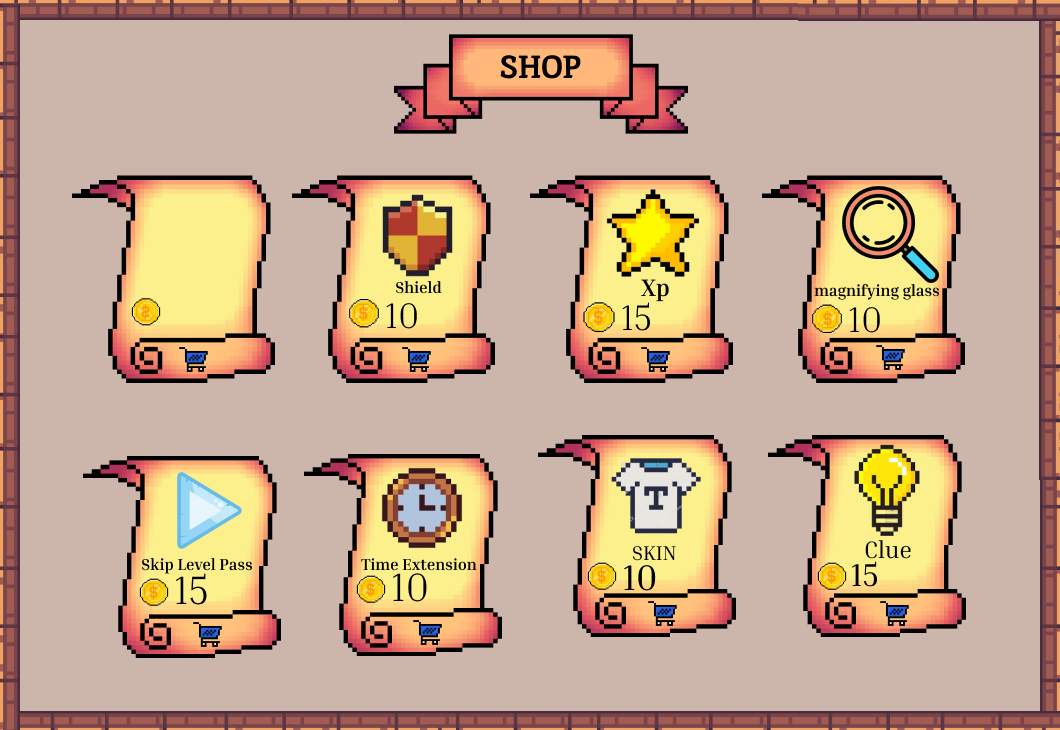 SHOP
Shield
10
Xp
15
magnifying glass
10
Skip Level Pass
15
Time Extension
10
T
SKIN
10
Clue
15